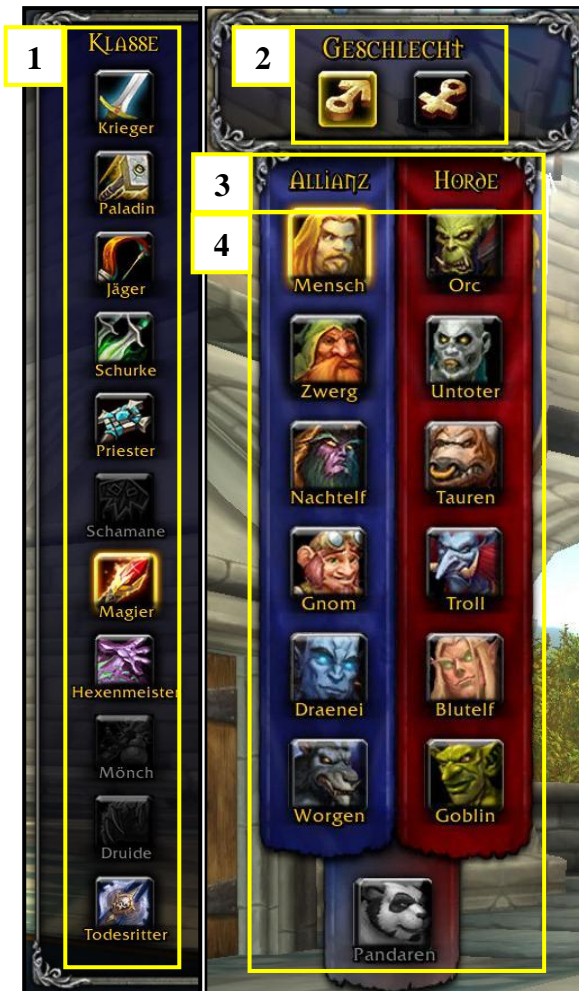 1
KLASSE
Krieger
Paladin
Jäger
Schurke
Priester
Schamane
Magier
Hexenmeister
Mönch
Druide
Todesritter
2
GESCHLECHT
3
ALLIANZ HORDE
4
Mensch Orc
Zwerg Untoter
Nachtelf Tauren
Gnom Troll
Draenei Blutelf
Worgen Goblin
Pandaren